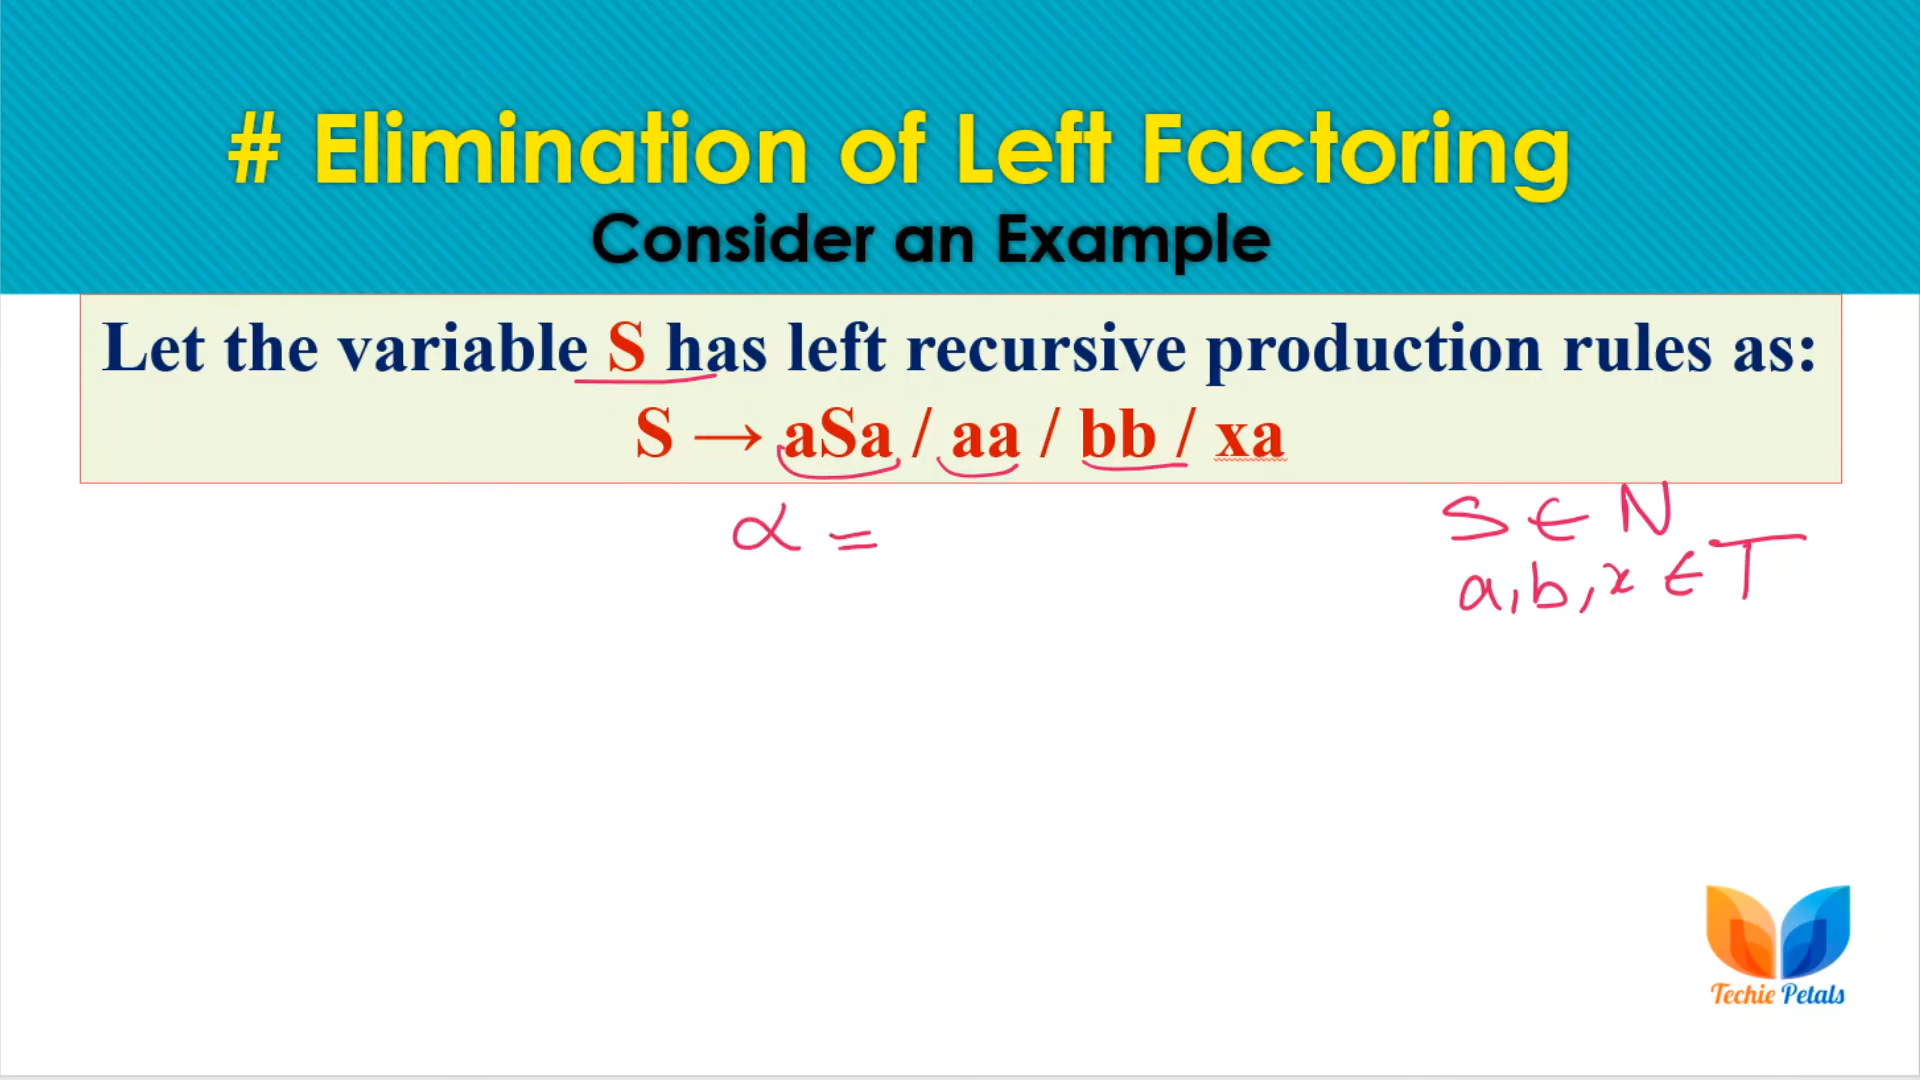 # Elimination of Left Factoring
Consider an Example
Let the variable S has left recursive production rules as:
S → aSa / aa / bb / xa
α =
S ∈ N
a, b, x ∈ T
Techie Petals